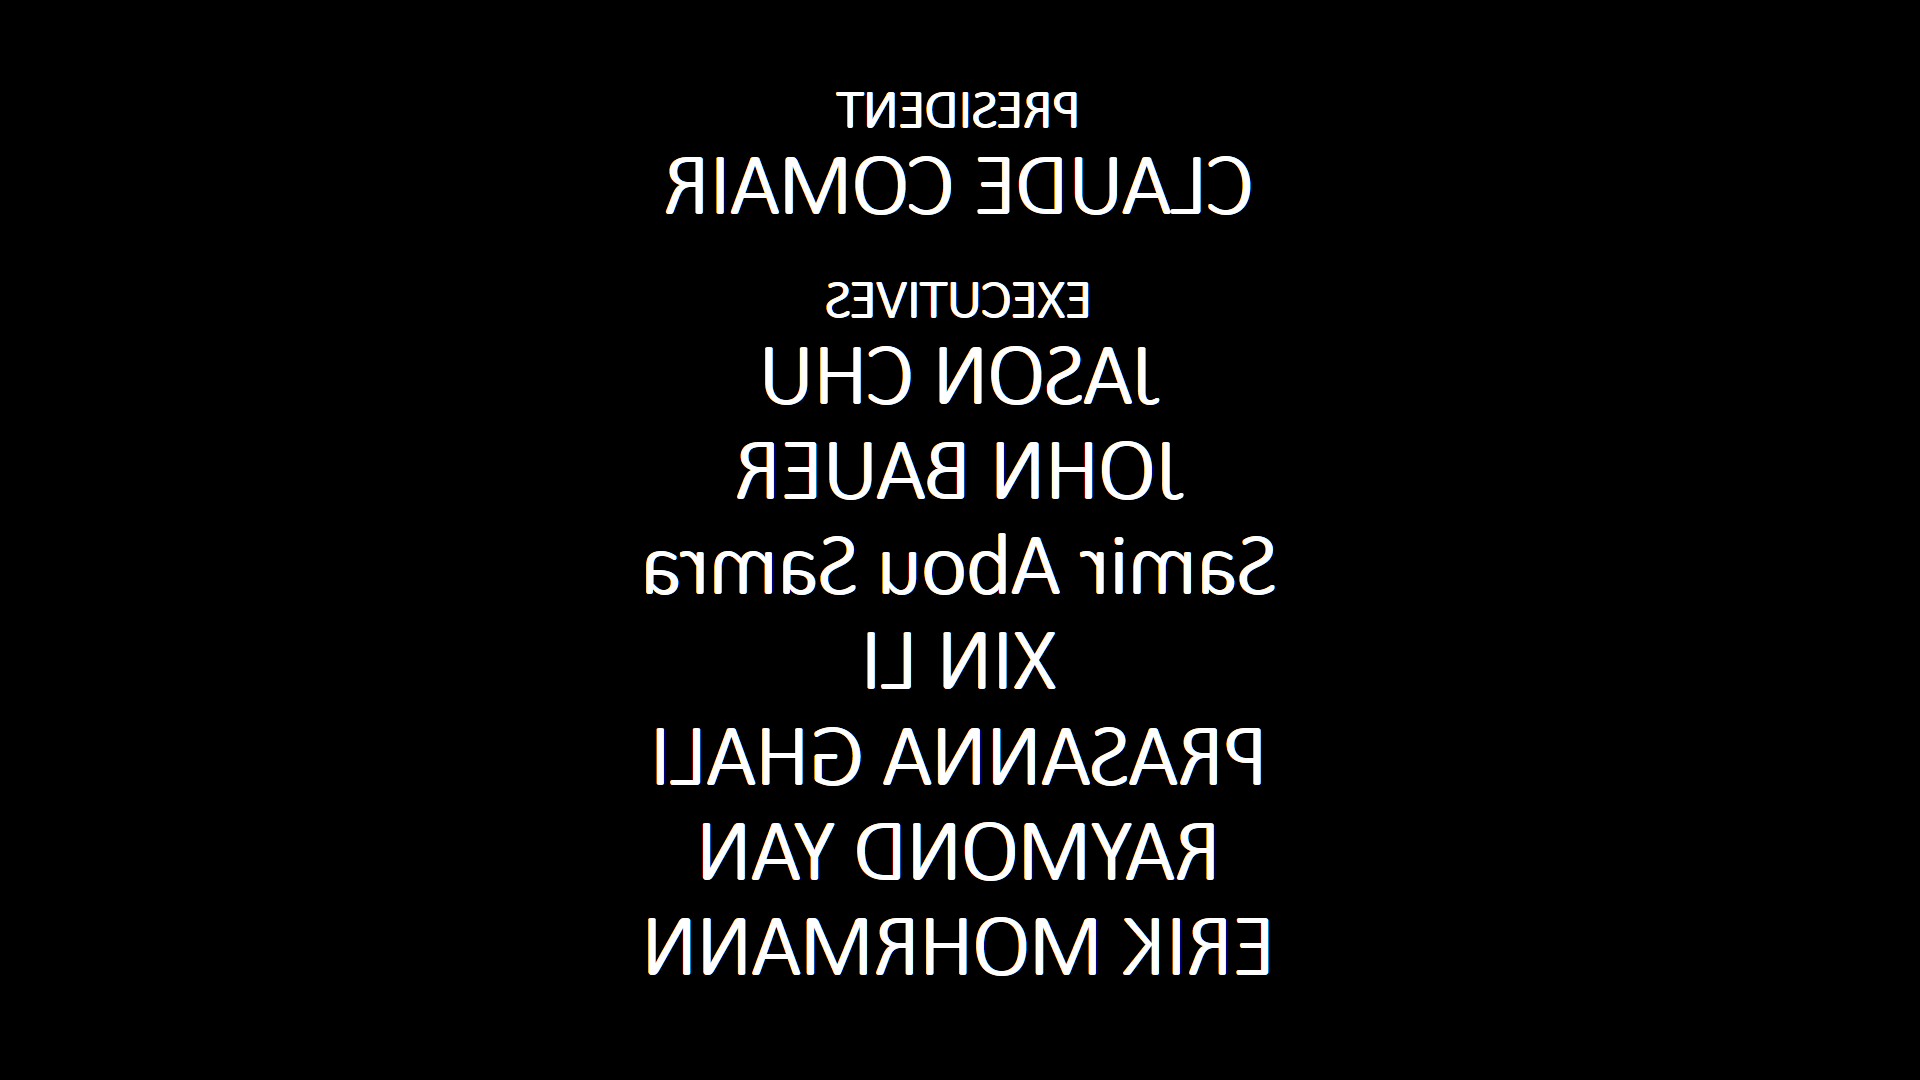 PRESIDENT
CLAUDE COMAIR
EXECUTIVES
JASON CHU
JOHN BAUER
Samir Abou Samra
XIN LI
PRASANNA GHALI
RAYMOND YAN
ERIK MOHRMANN